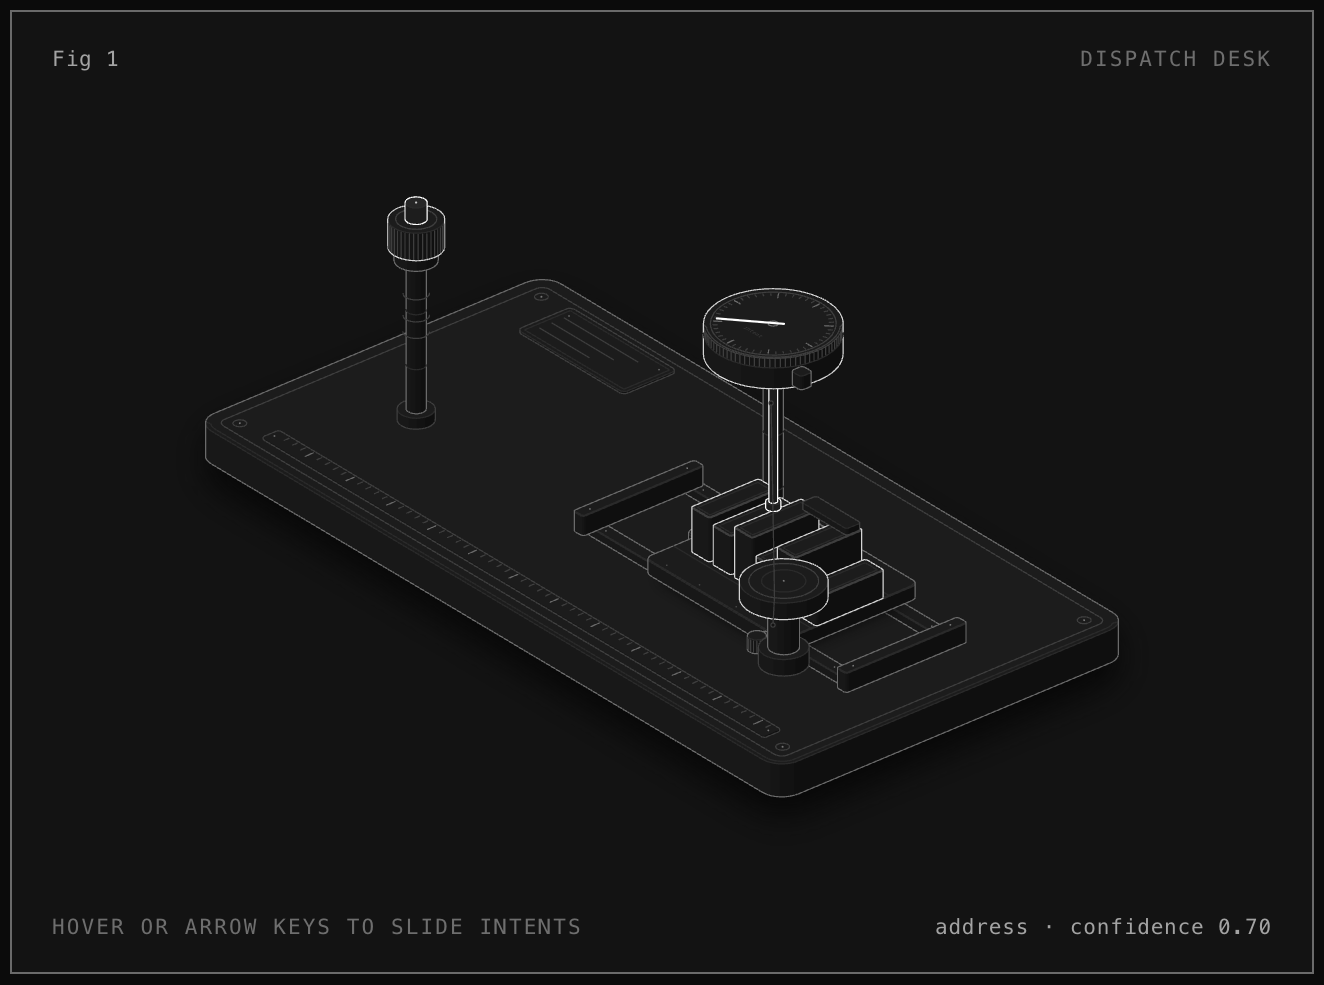 Fig 1
DISPATCH DESK
HOVER OR ARROW KEYS TO SLIDE INTENTS
address · confidence 0.70